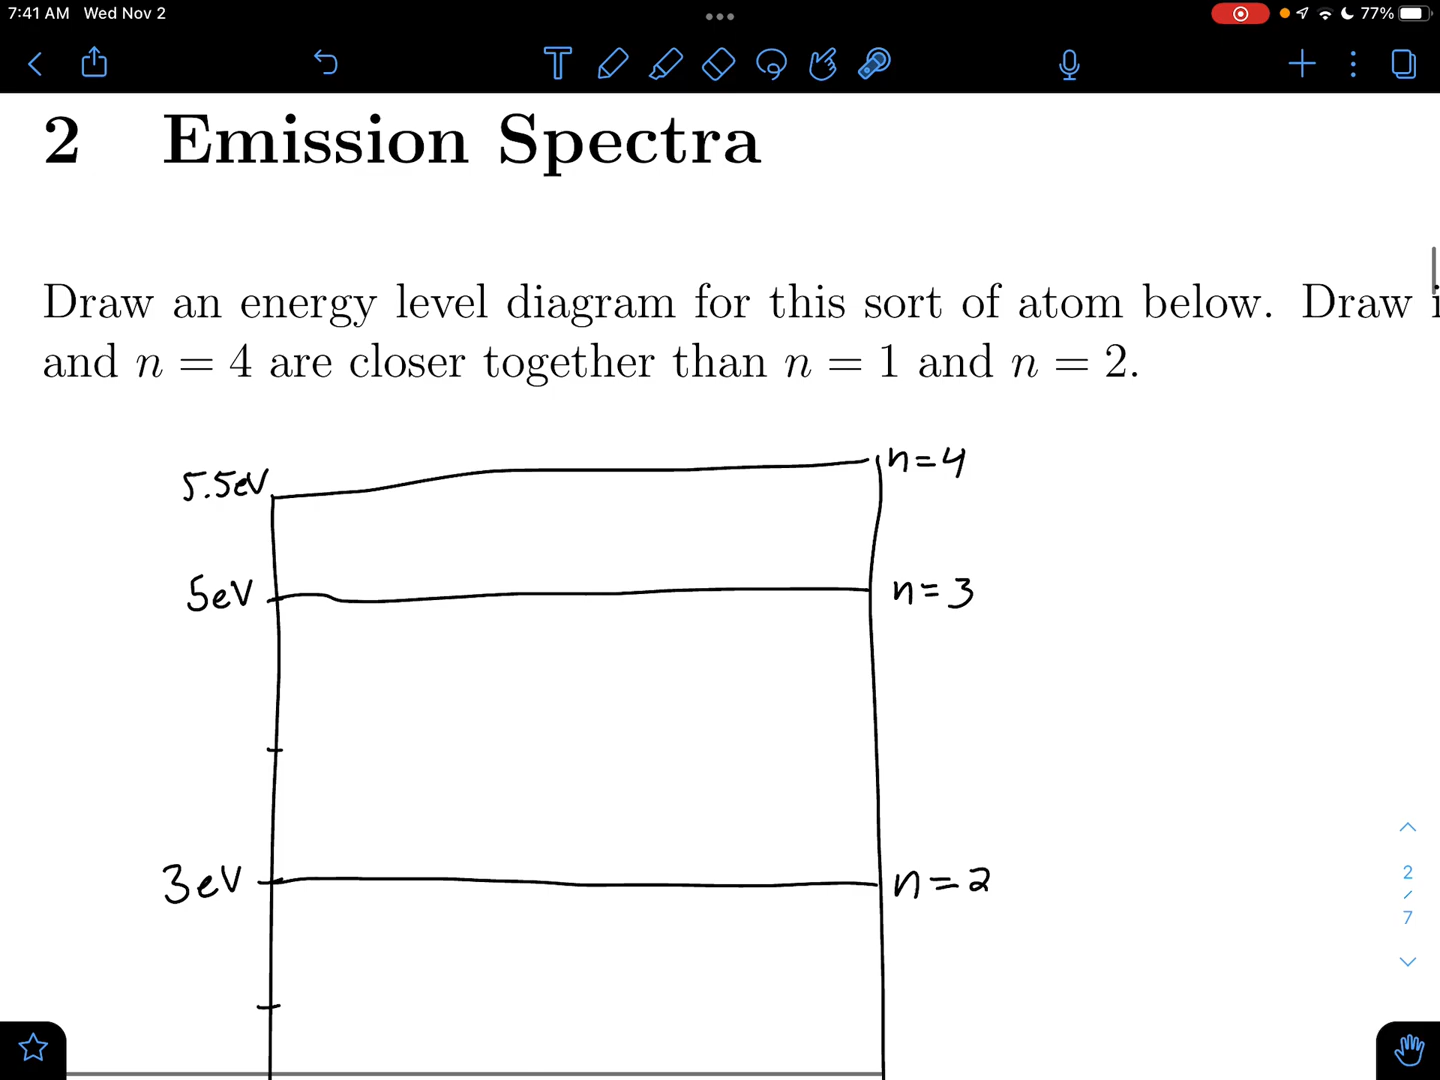 7:41 AM Wed Nov 2
77%
T
2 Emission Spectra
Draw an energy level diagram for this sort of atom below. Draw i
and n = 4 are closer together than n = 1 and n = 2.
5.5eV n=4
5eV n=3
3eV n=2
2
/
7